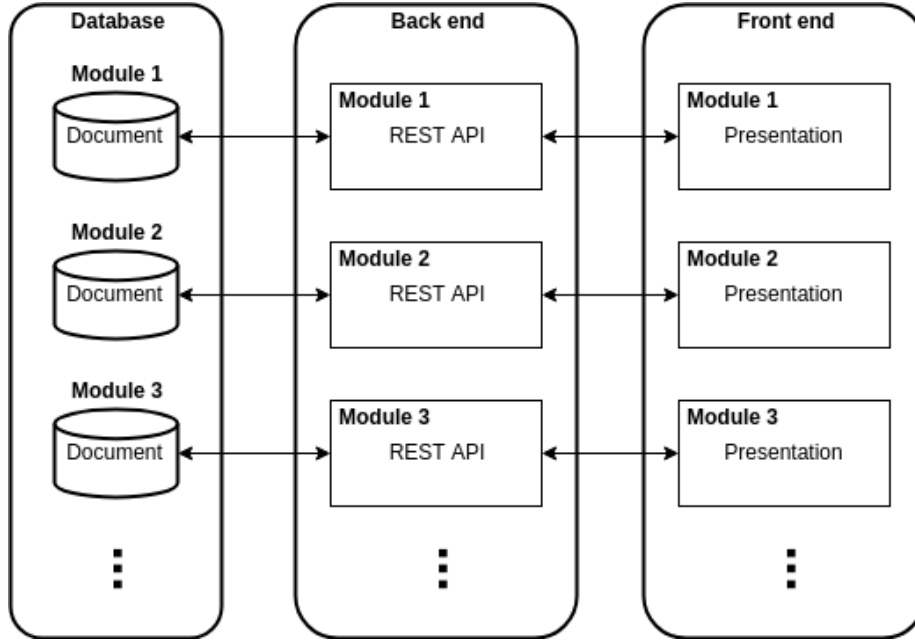 Database
Back end
Front end
Module 1
Document
Module 1
REST API
Module 1
Presentation
Module 2
Document
Module 2
REST API
Module 2
Presentation
Module 3
Document
Module 3
REST API
Module 3
Presentation